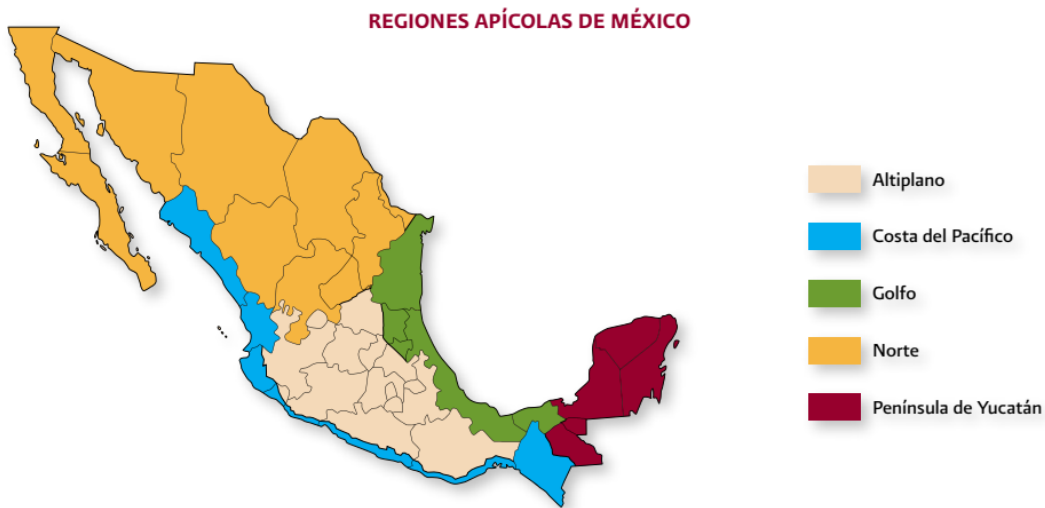 REGIONES APÍCOLAS DE MÉXICO
Altiplano
Costa del Pacífico
Golfo
Norte
Península de Yucatán